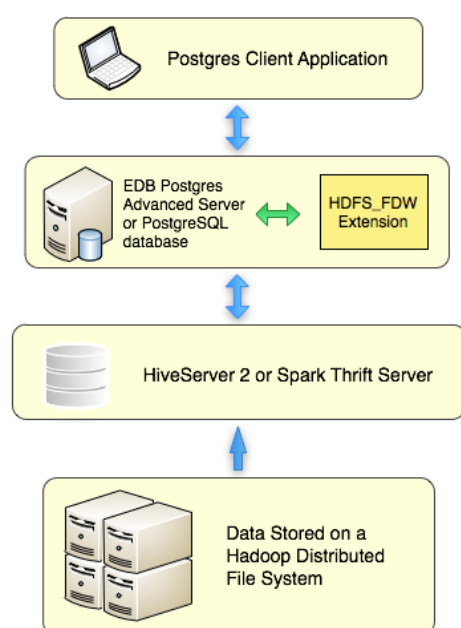 Postgres Client Application
EDB Postgres
Advanced Server
or PostgreSQL
database
HDFS_FDW
Extension
HiveServer 2 or Spark Thrift Server
Data Stored on a
Hadoop Distributed
File System